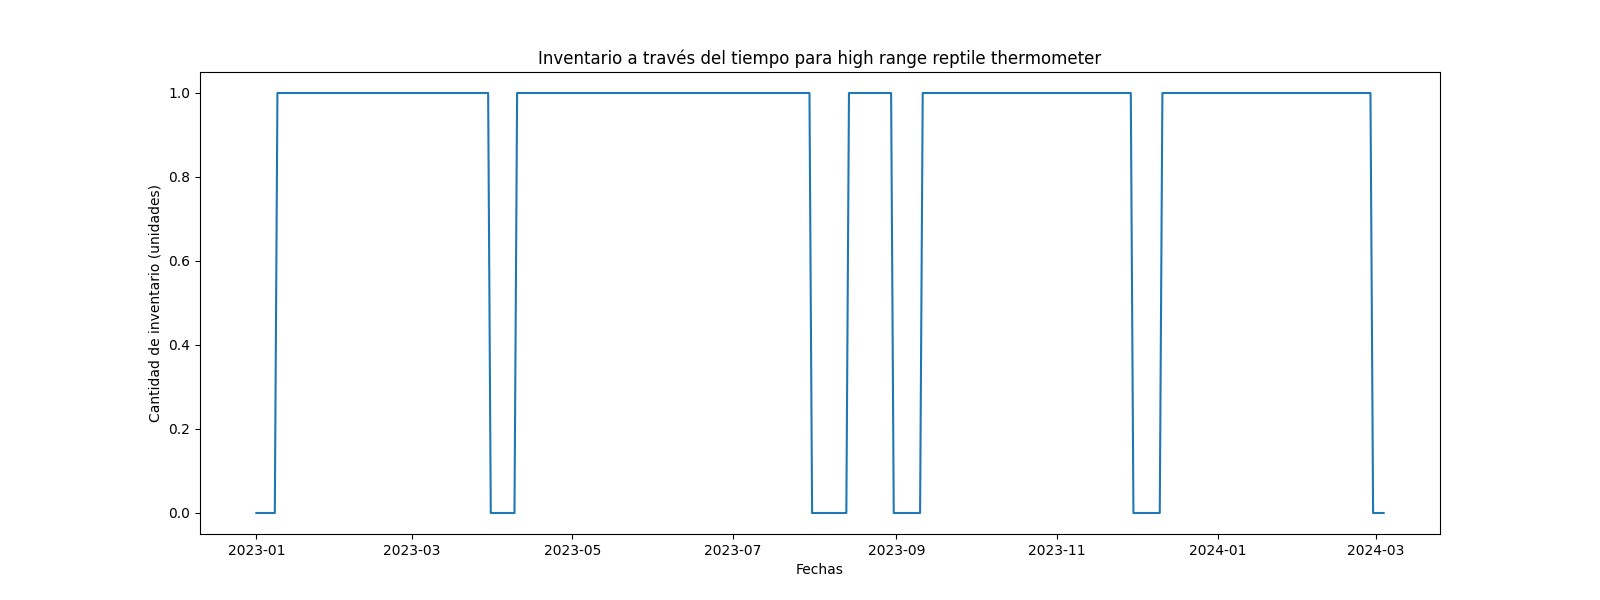 Inventario a través del tiempo para high range reptile thermometer
Cantidad de inventario (unidades)
1.0
0.8
0.6
0.4
0.2
0.0
2023-01 2023-03 2023-05 2023-07 2023-09 2023-11 2024-01 2024-03
Fechas